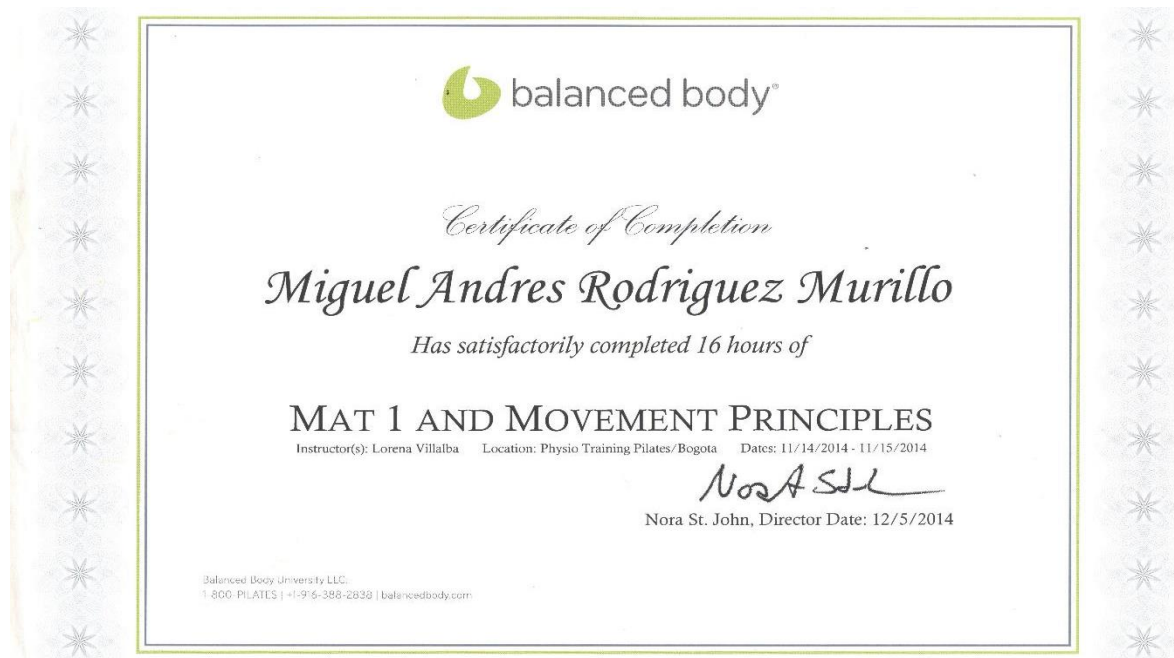 balanced body®
Certificate of Completion
Miguel Andres Rodriguez Murillo
Has satisfactorily completed 16 hours of
MAT 1 AND MOVEMENT PRINCIPLES
Instructor(s): Lorena Villalba Location: Physio Training Pilates/Bogota Dates: 11/14/2014 - 11/15/2014
Nora St. John, Director Date: 12/5/2014
Balanced Body University LLC.
1-800-PILATES | +1-916-388-2838 | balancedbody.com